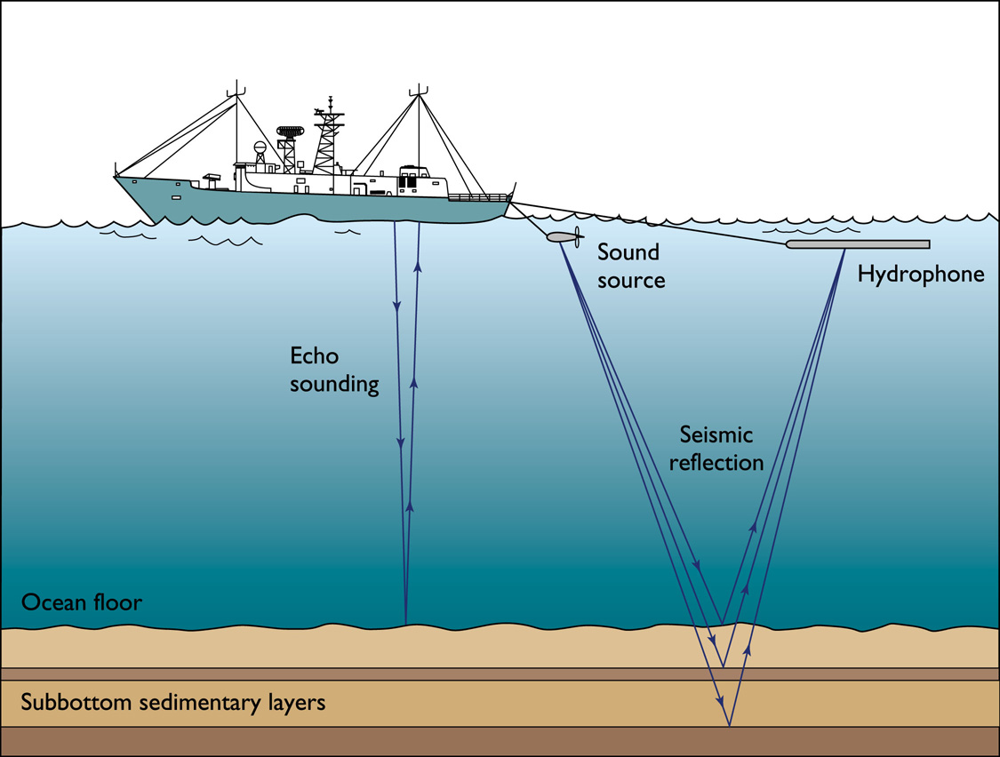 Sound
source
Hydrophone
Echo
sounding
Seismic
reflection
Ocean floor
Subbottom sedimentary layers